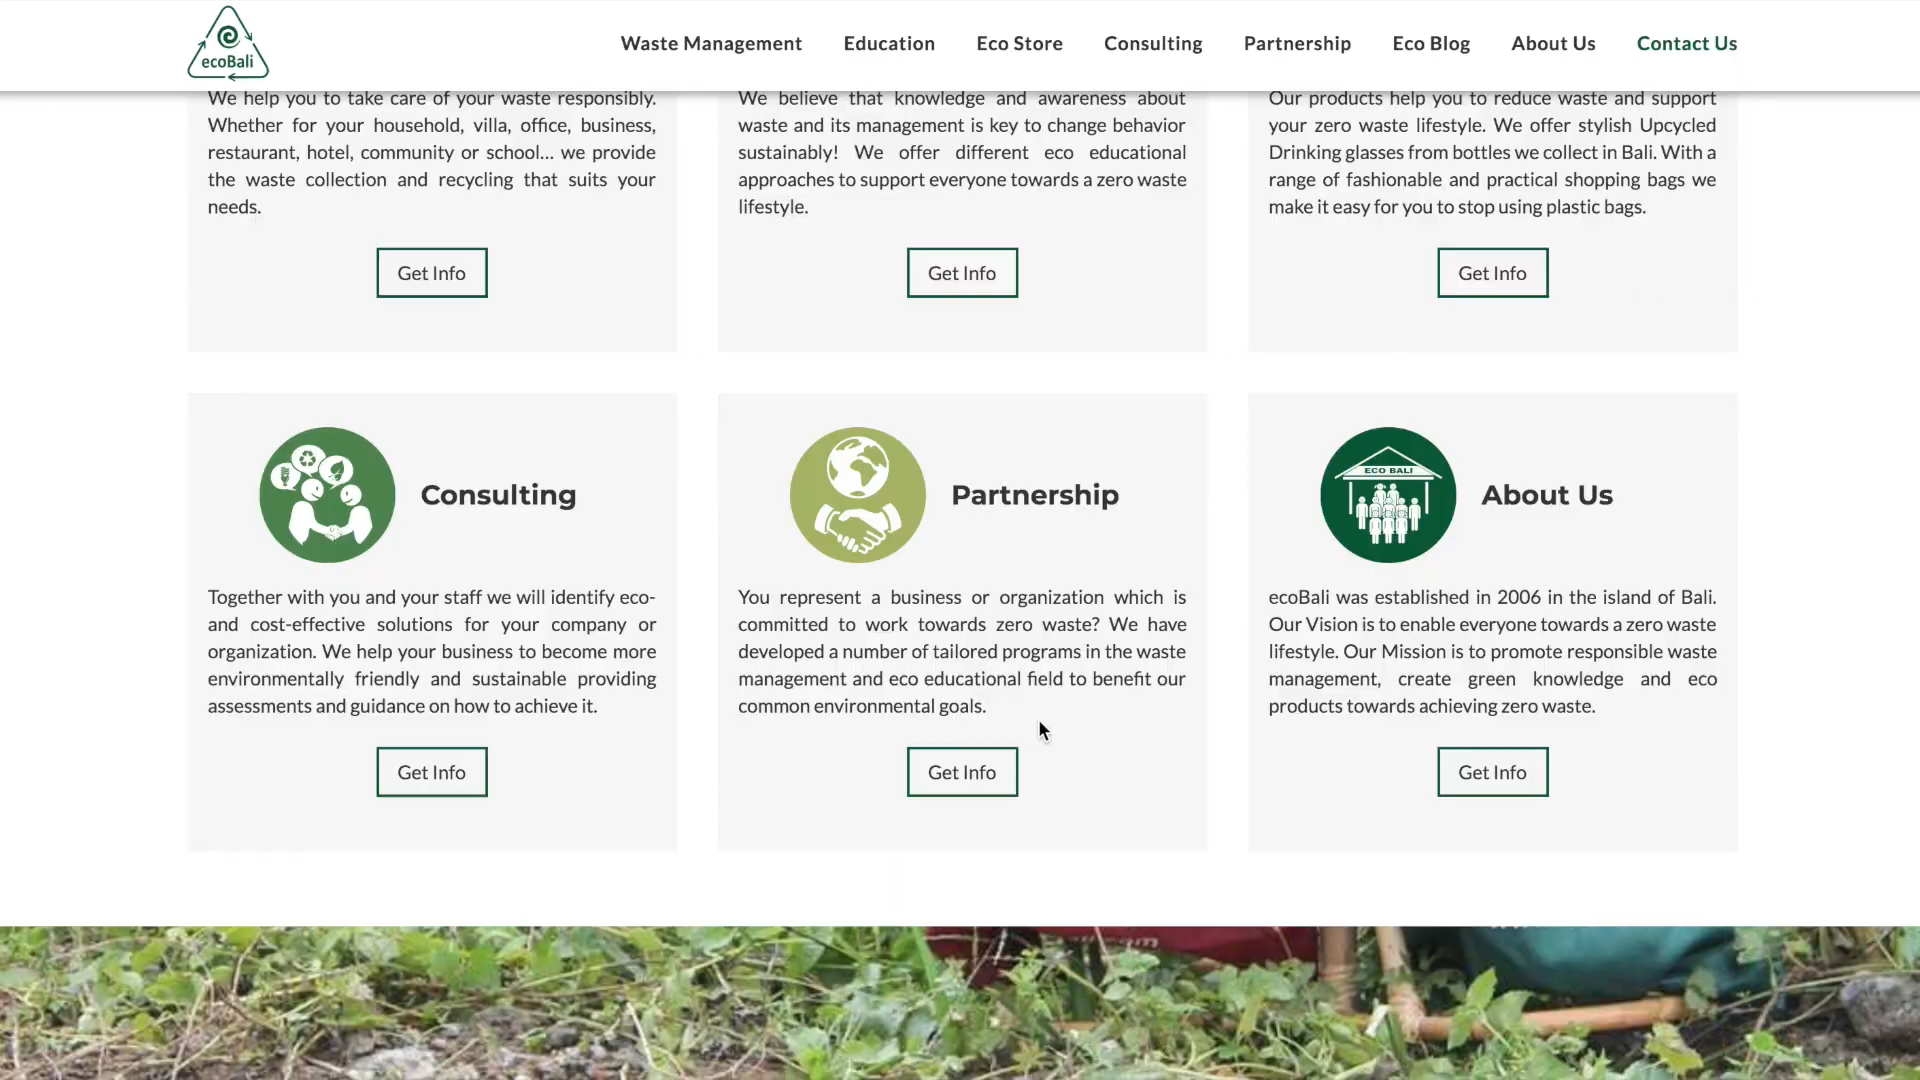 ecoBali
Waste Management
Education
Eco Store
Consulting
Partnership
Eco Blog
About Us
Contact Us
We help you to take care of your waste responsibly.
Whether for your household, villa, office, business,
restaurant, hotel, community or school... we provide
the waste collection and recycling that suits your
needs.
Get Info
We believe that knowledge and awareness about
waste and its management is key to change behavior
sustainably! We offer different eco educational
approaches to support everyone towards a zero waste
lifestyle.
Get Info
Our products help you to reduce waste and support
your zero waste lifestyle. We offer stylish Upcycled
Drinking glasses from bottles we collect in Bali. With a
range of fashionable and practical shopping bags we
make it easy for you to stop using plastic bags.
Get Info
Consulting
Together with you and your staff we will identify eco-
and cost-effective solutions for your company or
organization. We help your business to become more
environmentally friendly and sustainable providing
assessments and guidance on how to achieve it.
Get Info
Partnership
You represent a business or organization which is
committed to work towards zero waste? We have
developed a number of tailored programs in the waste
management and eco educational field to benefit our
common environmental goals.
Get Info
ECO BALI
About Us
ecoBali was established in 2006 in the island of Bali.
Our Vision is to enable everyone towards a zero waste
lifestyle. Our Mission is to promote responsible waste
management, create green knowledge and eco
products towards achieving zero waste.
Get Info